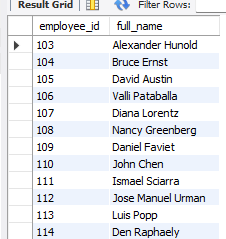 Result Grid Filter Rows:
employee_id full_name
103 Alexander Hunold
104 Bruce Ernst
105 David Austin
106 Valli Pataballa
107 Diana Lorentz
108 Nancy Greenberg
109 Daniel Faviet
110 John Chen
111 Ismael Sciarra
112 Jose Manuel Urman
113 Luis Popp
114 Den Raphaely